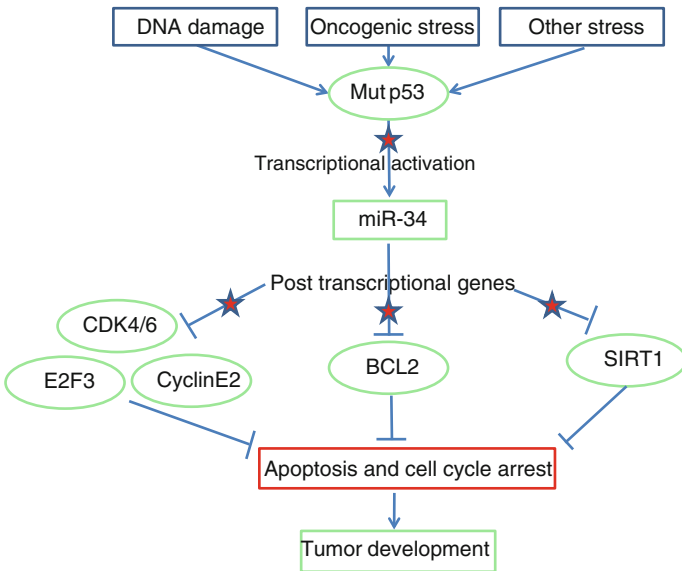 DNA damage
Oncogenic stress
Other stress
Mut p53
Transcriptional activation
miR-34
Post transcriptional genes
CDK4/6
E2F3
CyclinE2
BCL2
SIRT1
Apoptosis and cell cycle arrest
Tumor development